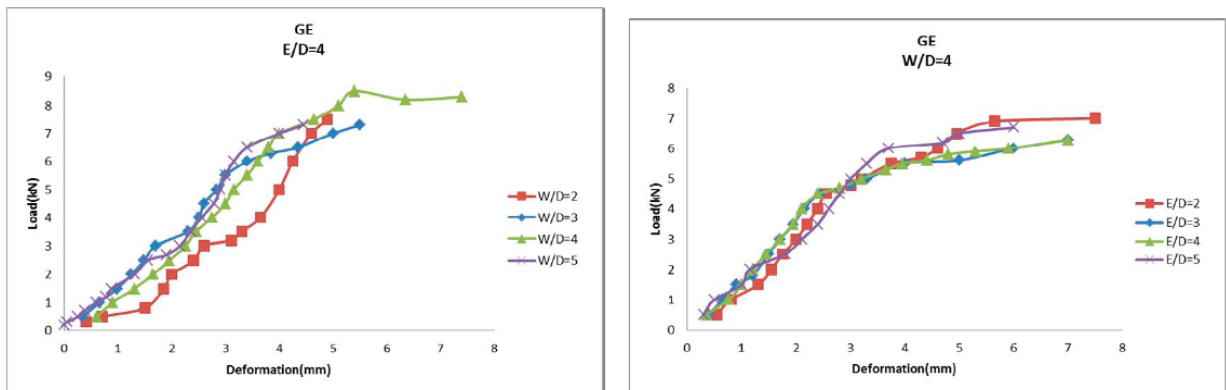 GE
E/D=4
9
8
7
6
5
4
3
2
1
0
Load(kN)
0 1 2 3 4 5 6 7 8
Deformation(mm)
W/D=2
W/D=3
W/D=4
W/D=5
GE
W/D=4
8
7
6
5
4
3
2
1
0
Load(kN)
0 1 2 3 4 5 6 7 8
Deformation(mm)
E/D=2
E/D=3
E/D=4
E/D=5